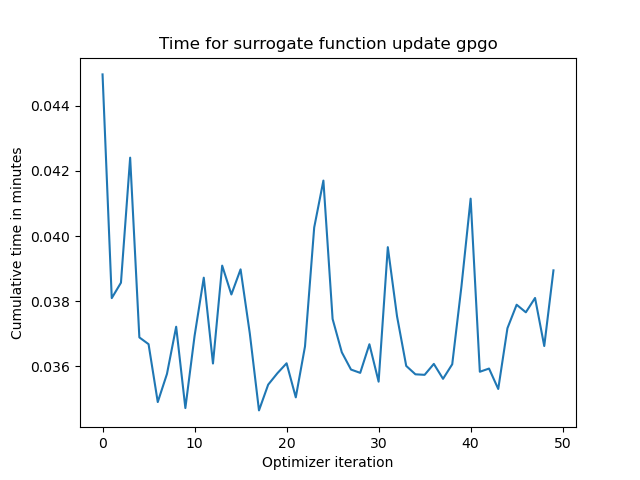 Time for surrogate function update gpgo
Cumulative time in minutes
0.044
0.042
0.040
0.038
0.036
0 10 20 30 40 50
Optimizer iteration